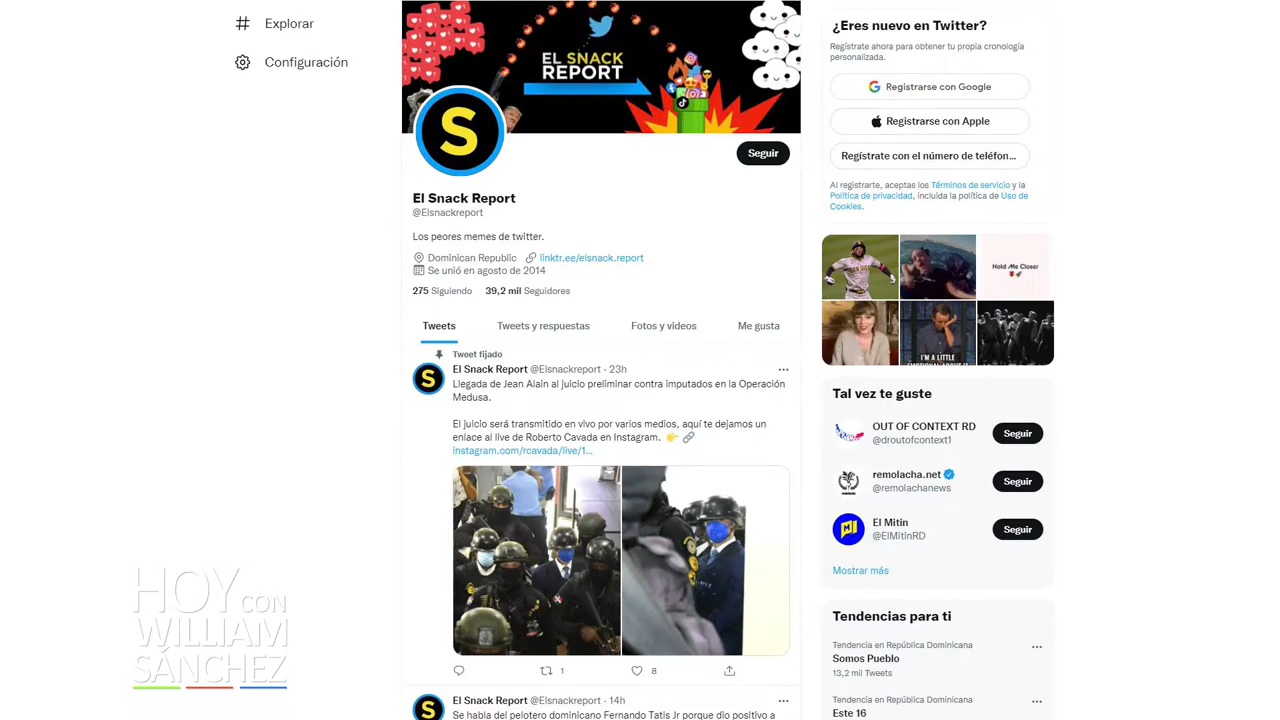 Explorar
Configuración
EL SNACK
REPORT
S
Seguir
El Snack Report
@Elsnackreport
Los peores memes de twitter.
Dominican Republic linktr.ee/elsnack.report
Se unió en agosto de 2014
275 Siguiendo 39,2 mil Seguidores
Tweets Tweets y respuestas Fotos y videos Me gusta
Tweet fijado
S
El Snack Report @Elsnackreport · 23h
Llegada de Jean Alain al juicio preliminar contra imputados en la Operación
Medusa.
El juicio será transmitido en vivo por varios medios, aquí te dejamos un
enlace al live de Roberto Cavada en Instagram.
instagram.com/rcavada/live/1...
1 8
S
El Snack Report @Elsnackreport · 14h
Se habla del pelotero dominicano Fernando Tatis Jr porque dio positivo a
¿Eres nuevo en Twitter?
Regístrate ahora para obtener tu propia cronología
personalizada.
Registrarse con Google
Registrarse con Apple
Regístrate con el número de teléfon...
Al registrarte, aceptas los Términos de servicio y la
Política de privacidad, incluida la política de Uso de
Cookies.
Hold Me Closer
I'M A LITTLE
Tal vez te guste
OUT OF CONTEXT RD
@droutofcontext1
Seguir
remolacha.net
@remolachanews
Seguir
El Mitin
@ElMitinRD
Seguir
Mostrar más
Tendencias para ti
Tendencia en República Dominicana
Somos Pueblo
13,2 mil Tweets
Tendencia en República Dominicana
Este 16
HOY CON
WILLIAM
SÁNCHEZ